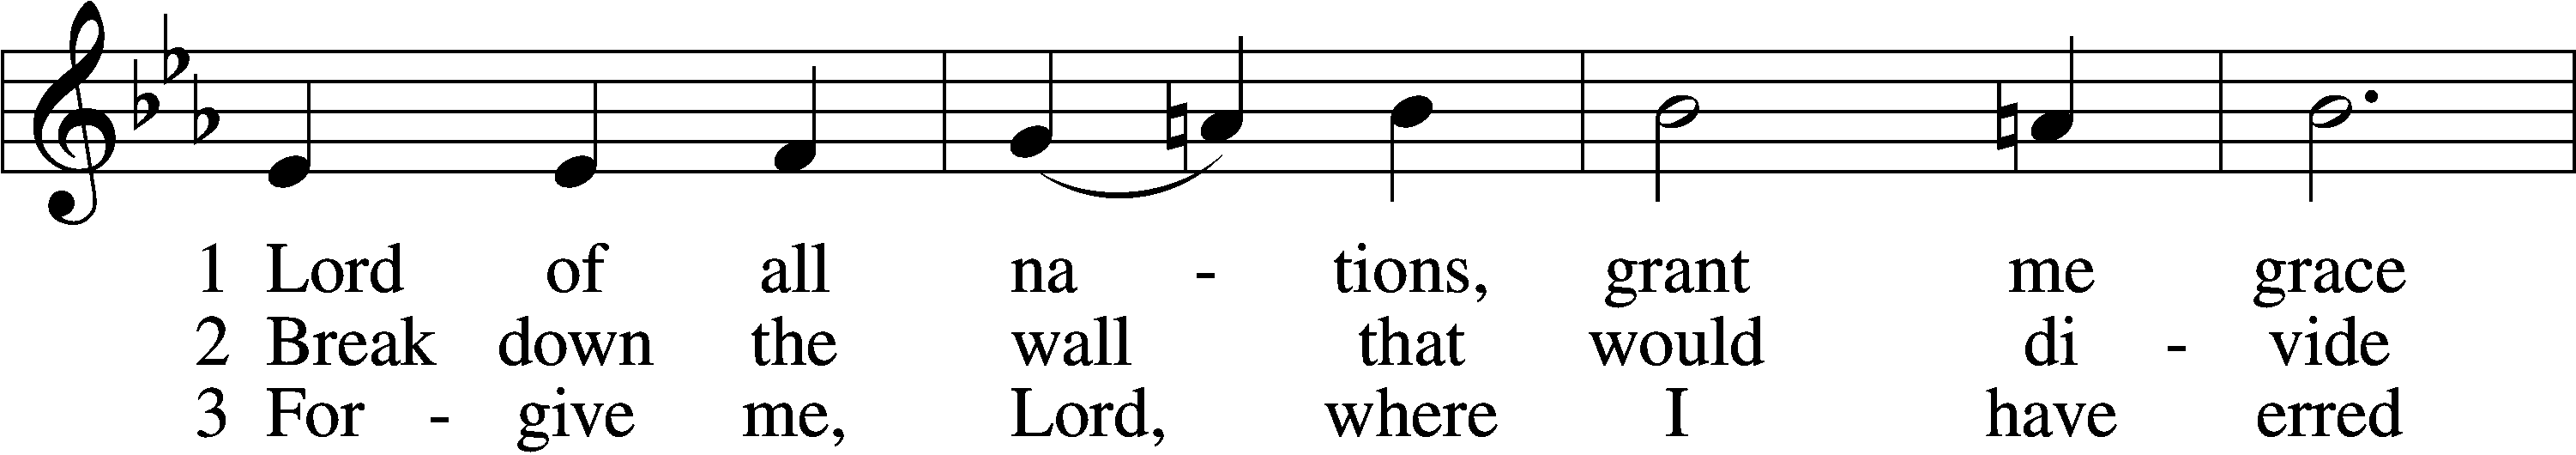 1 Lord of all na - tions, grant me grace
2 Break down the wall that would di - vide
3 For - give me, Lord, where I have erred